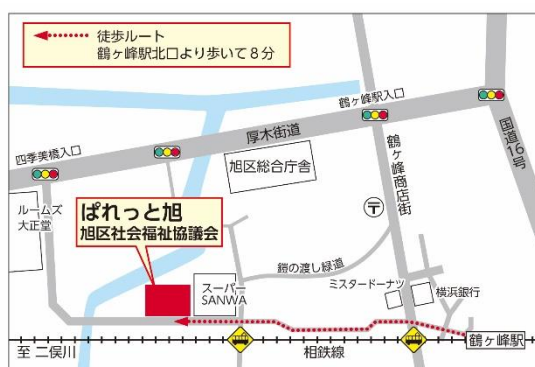 徒歩ルート
鶴ヶ峰駅北口より歩いて8分
鶴ヶ峰駅入口
四季美橋入口
厚木街道
国道16号
旭区総合庁舎
鶴ヶ峰商店街
ルームズ
大正堂
ぱれっと旭
旭区社会福祉協議会
〒
鎧の渡し緑道
スーパー
SANWA
ミスタードーナツ
横浜銀行
至 二俣川
相鉄線
鶴ヶ峰駅